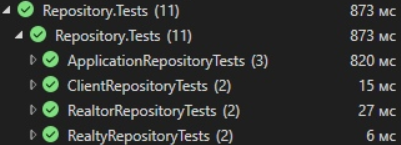 Repository.Tests (11) 873 мс
Repository.Tests (11) 873 мс
ApplicationRepositoryTests (3) 820 мс
ClientRepositoryTests (2) 15 мс
RealtorRepositoryTests (2) 27 мс
RealtyRepositoryTests (2) 6 мс